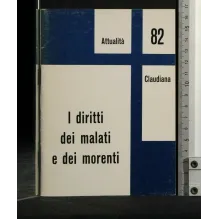 Attualità
82
Claudiana
I diritti
dei malati
e dei morenti